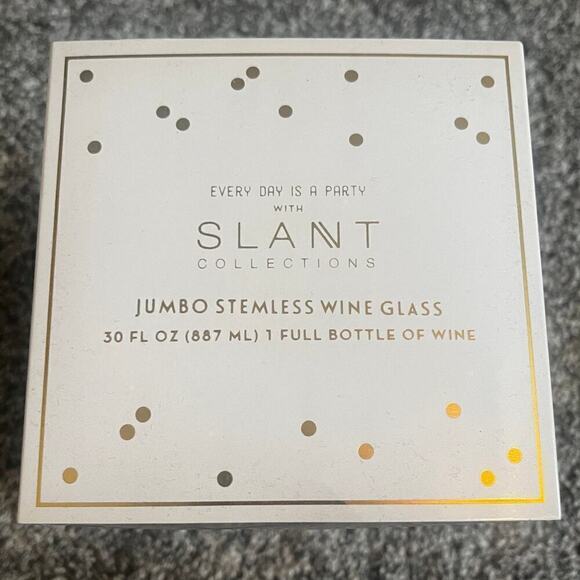 EVERY DAY IS A PARTY
WITH
SLANT
COLLECTIONS
JUMBO STEMLESS WINE GLASS
30 FL OZ (887 ML) 1 FULL BOTTLE OF WINE